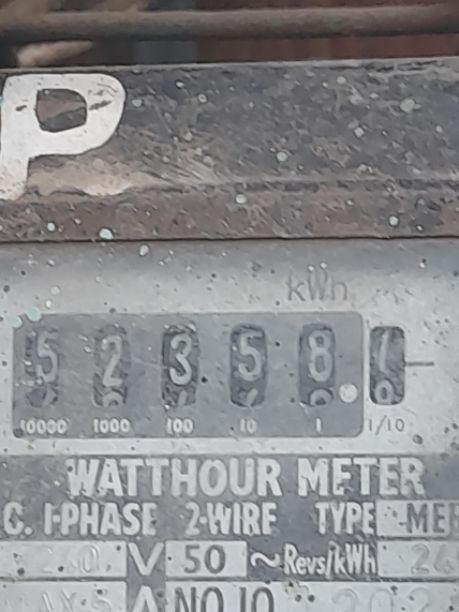 P
kWh
5 2 3 5 8
10000 1000 100 10 1 1/10
WATTHOUR METER
C. 1-PHASE 2-WIRE TYPE
V 50 ~ Revs/kWh
NO.10